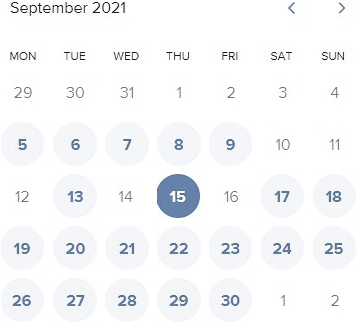 September 2021
MON TUE WED THU FRI SAT SUN
29 30 31 1 2 3 4
5 6 7 8 9 10 11
12 13 14 15 16 17 18
19 20 21 22 23 24 25
26 27 28 29 30 1 2